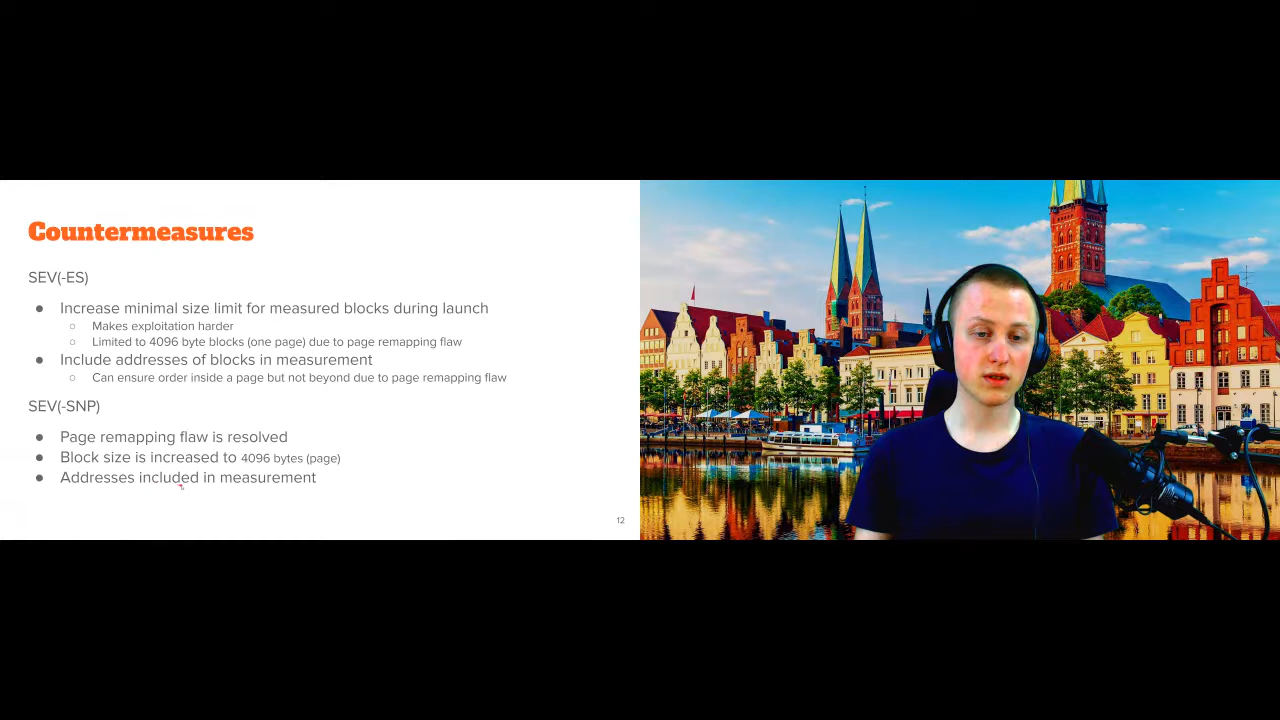 Countermeasures
SEV(-ES)
● Increase minimal size limit for measured blocks during launch
○ Makes exploitation harder
○ Limited to 4096 byte blocks (one page) due to page remapping flaw
● Include addresses of blocks in measurement
○ Can ensure order inside a page but not beyond due to page remapping flaw
SEV(-SNP)
● Page remapping flaw is resolved
● Block size is increased to 4096 bytes (page)
● Addresses included in measurement
12